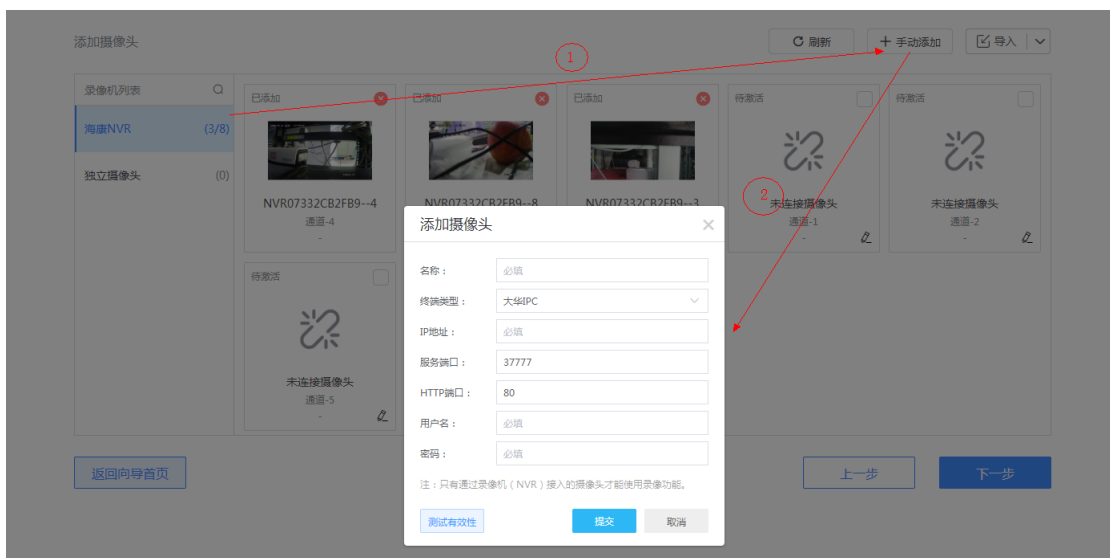 添加摄像头
刷新
手动添加
导入
1
录像机列表
海康NVR (3/8)
独立摄像头 (0)
已添加
NVR07332CB2FB9--4
通道-4
-
已添加
NVR07332CB2FB9--8
已添加
NVR07332CB2FB9--3
待激活
2
未连接摄像头
通道-1
-
待激活
未连接摄像头
通道-2
-
待激活
未连接摄像头
通道-5
-
添加摄像头
名称： 必填
终端类型： 大华IPC
IP地址： 必填
服务端口： 37777
HTTP端口： 80
用户名： 必填
密码： 必填
注：只有通过录像机（NVR）接入的摄像头才能使用录像功能。
测试有效性
提交
取消
返回向导首页
上一步
下一步